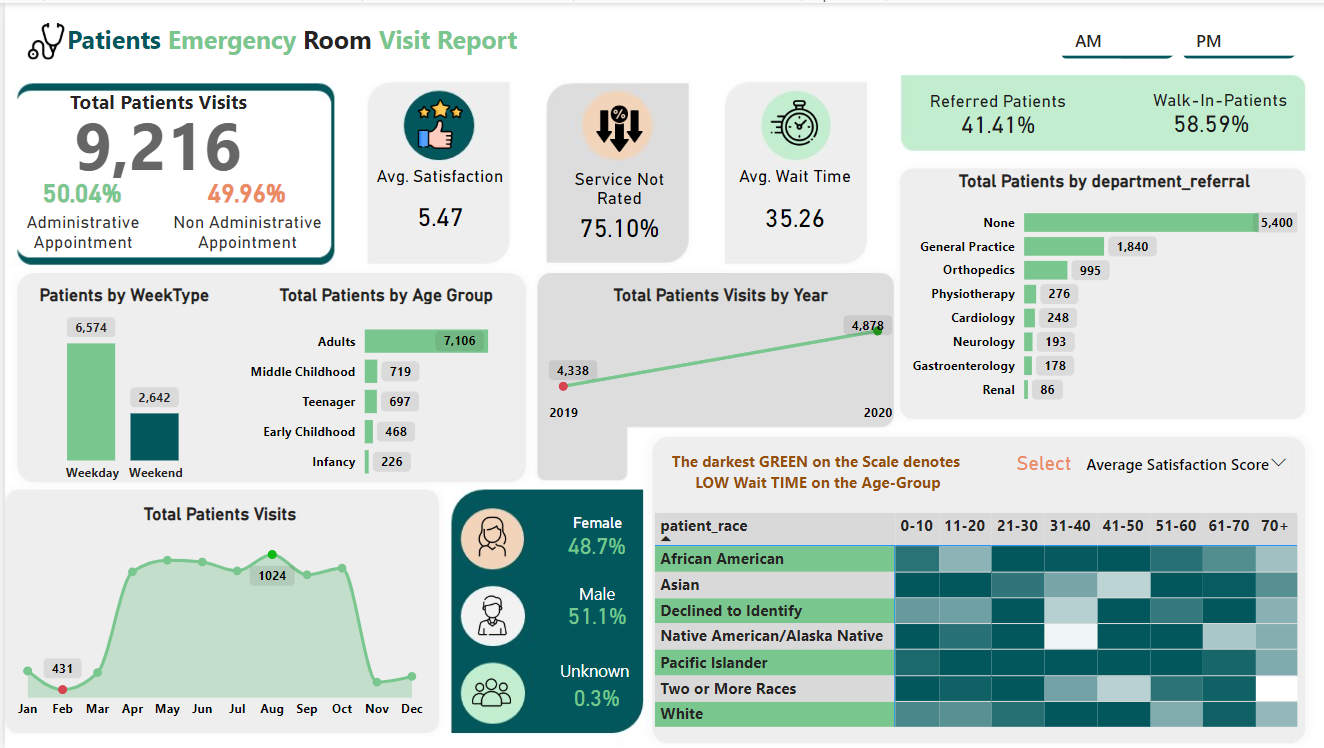 Patients Emergency Room Visit Report
AM
PM
Total Patients Visits
9,216
50.04%
Administrative
Appointment
49.96%
Non Administrative
Appointment
Avg. Satisfaction
5.47
%
Service Not
Rated
75.10%
Avg. Wait Time
35.26
Referred Patients
41.41%
Walk-In-Patients
58.59%
Total Patients by department_referral
None 5,400
General Practice 1,840
Orthopedics 995
Physiotherapy 276
Cardiology 248
Neurology 193
Gastroenterology 178
Renal 86
Patients by WeekType
6,574
2,642
Weekday Weekend
Total Patients by Age Group
Adults 7,106
Middle Childhood 719
Teenager 697
Early Childhood 468
Infancy 226
Total Patients Visits by Year
4,878
4,338
2019 2020
Total Patients Visits
1024
431
Jan Feb Mar Apr May Jun Jul Aug Sep Oct Nov Dec
Female
48.7%
Male
51.1%
Unknown
0.3%
The darkest GREEN on the Scale denotes
LOW Wait TIME on the Age-Group
Select Average Satisfaction Score
patient_race 0-10 11-20 21-30 31-40 41-50 51-60 61-70 70+
African American
Asian
Declined to Identify
Native American/Alaska Native
Pacific Islander
Two or More Races
White